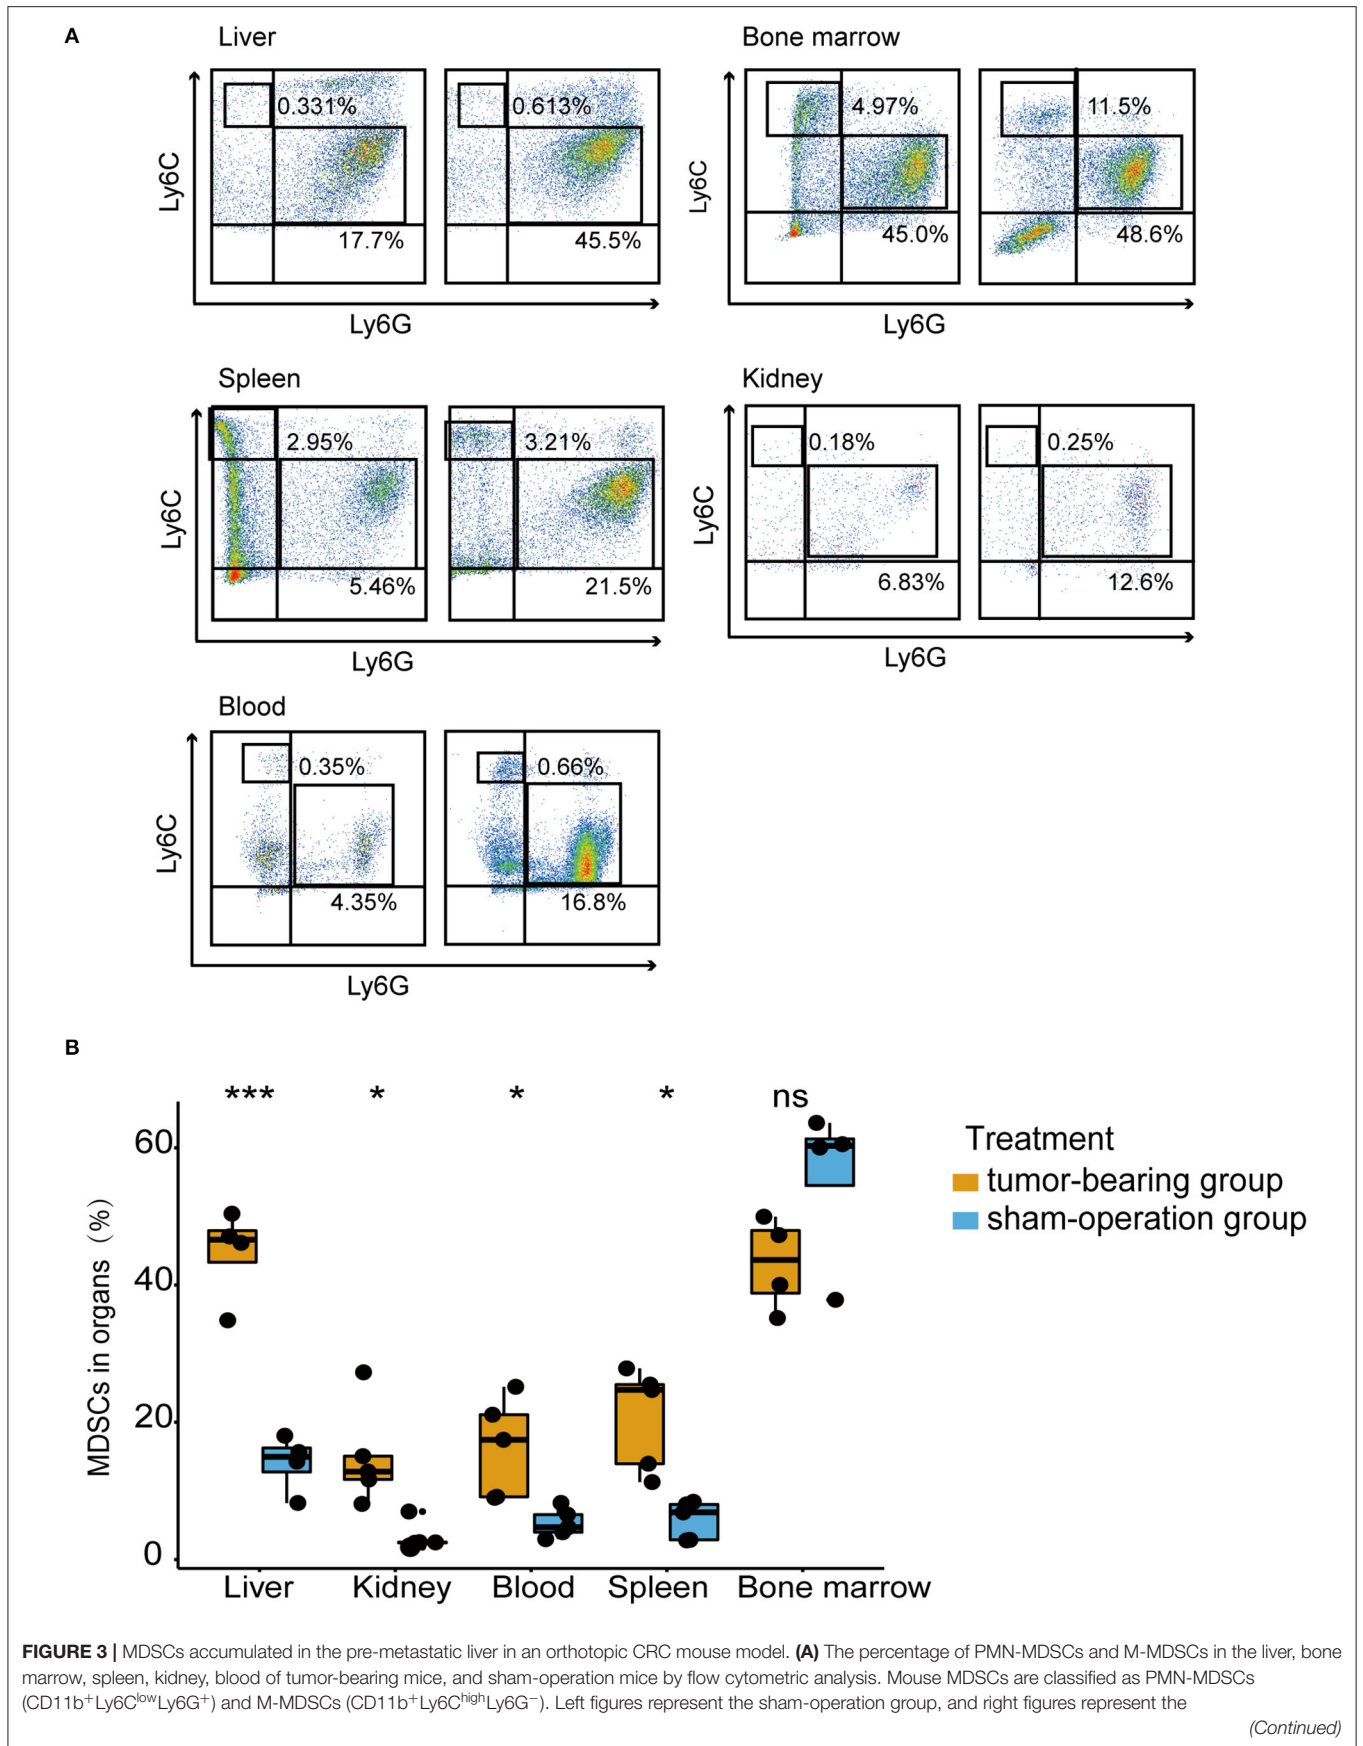 A
Liver
Bone marrow
0.331%
0.613%
4.97%
11.5%
Ly6C
Ly6C
17.7%
45.5%
45.0%
48.6%
Ly6G
Ly6G
Spleen
Kidney
2.95%
3.21%
0.18%
0.25%
Ly6C
Ly6C
5.46%
21.5%
6.83%
12.6%
Ly6G
Ly6G
Blood
0.35%
0.66%
Ly6C
4.35%
16.8%
Ly6G
B
*** * * * ns
MDSCs in organs (%)
60
40
20
0
Treatment
tumor-bearing group
sham-operation group
Liver Kidney Blood Spleen Bone marrow
FIGURE 3 | MDSCs accumulated in the pre-metastatic liver in an orthotopic CRC mouse model. (A) The percentage of PMN-MDSCs and M-MDSCs in the liver, bone
marrow, spleen, kidney, blood of tumor-bearing mice, and sham-operation mice by flow cytometric analysis. Mouse MDSCs are classified as PMN-MDSCs
(CD11b+Ly6ClowLy6G+) and M-MDSCs (CD11b+Ly6ChighLy6G−). Left figures represent the sham-operation group, and right figures represent the
(Continued)